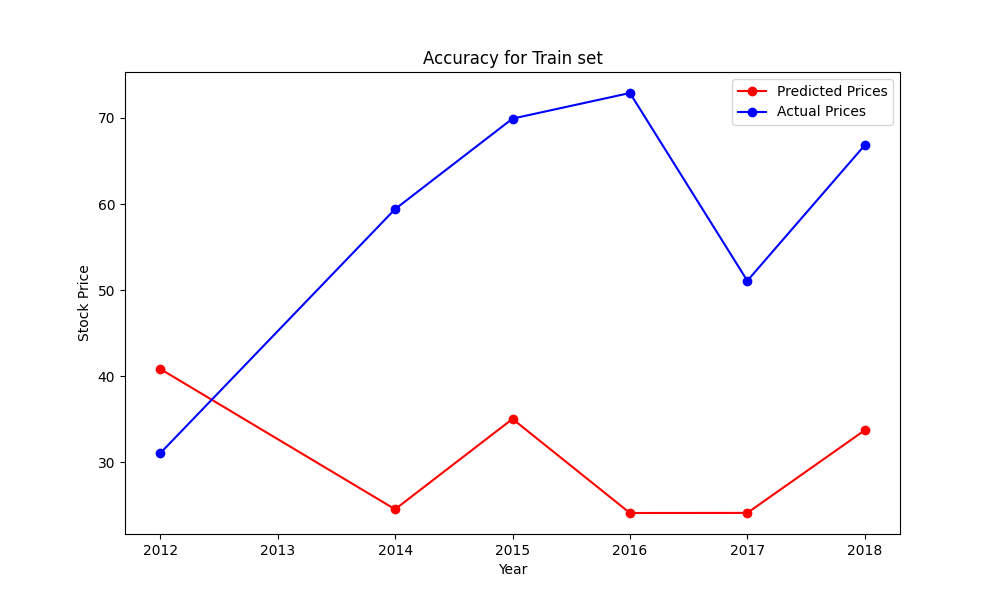 Accuracy for Train set
Predicted Prices
Actual Prices
Stock Price
70
60
50
40
30
2012 2013 2014 2015 2016 2017 2018
Year